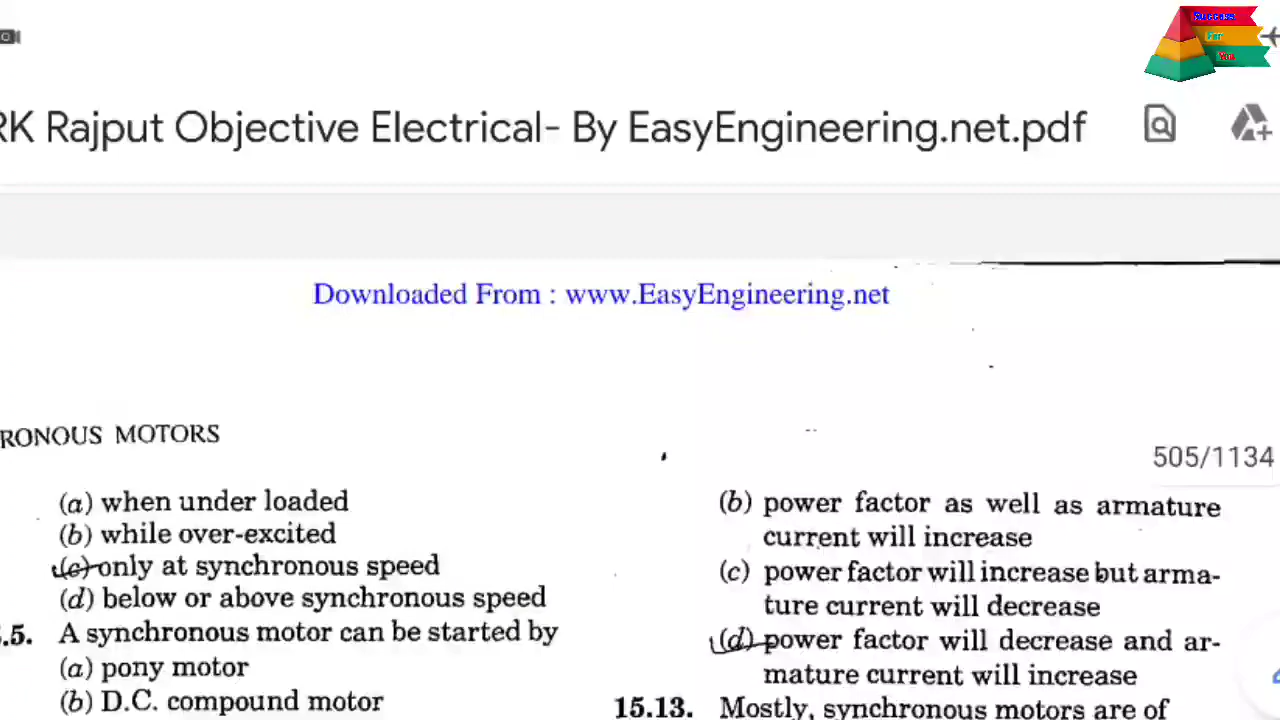 Success
For
You
RK Rajput Objective Electrical- By EasyEngineering.net.pdf
Downloaded From : www.EasyEngineering.net
RONOUS MOTORS
505/1134
(a) when under loaded
(b) while over-excited
(c) only at synchronous speed
(d) below or above synchronous speed
.5. A synchronous motor can be started by
(a) pony motor
(b) D.C. compound motor
(b) power factor as well as armature
current will increase
(c) power factor will increase but arma-
ture current will decrease
(d) power factor will decrease and ar-
mature current will increase
15.13. Mostly, synchronous motors are of